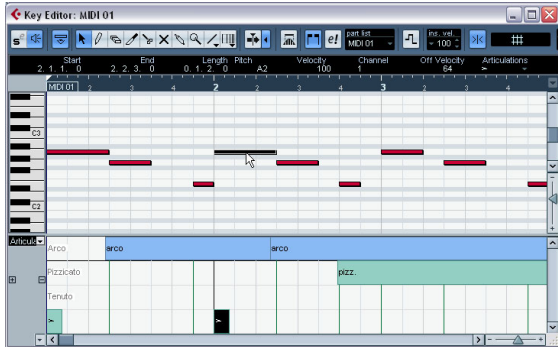 Key Editor: MIDI 01
part list ins. vel.
MIDI 01 100
Start End Length Pitch Velocity Channel Off Velocity Articulations
2. 1. 1. 0 2. 2. 3. 0 0. 1. 2. 0 A2 100 1 64 >
MIDI 01 2 3 4 2 2 3 4 3 2 3 4
C3
C2
Articula
Arco arco arco
Pizzicato pizz.
Tenuto
> >